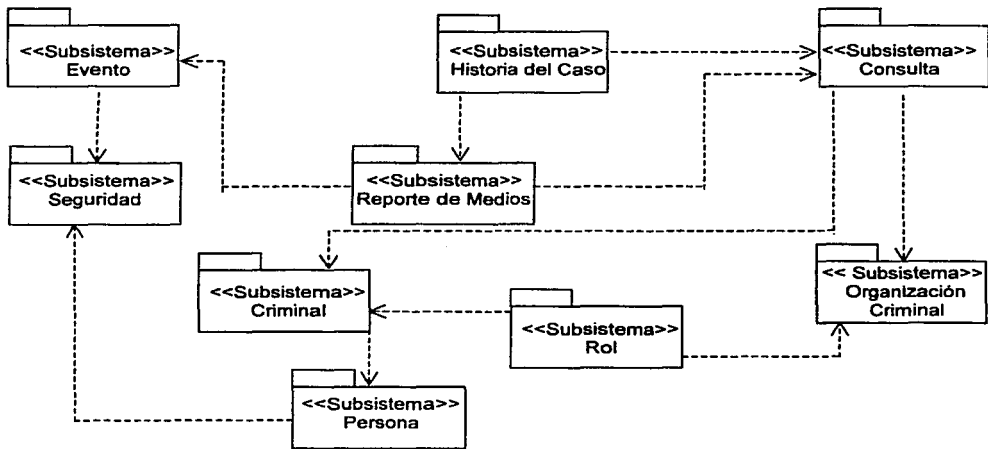 <<Subsistema>>
Evento
<<Subsistema>>
Historia del Caso
<<Subsistema>>
Consulta
<<Subsistema>>
Seguridad
<<Subsistema>>
Reporte de Medios
<<Subsistema>>
Criminal
<<Subsistema>>
Rol
<< Subsistema>>
Organización
Criminal
<<Subsistema>>
Persona